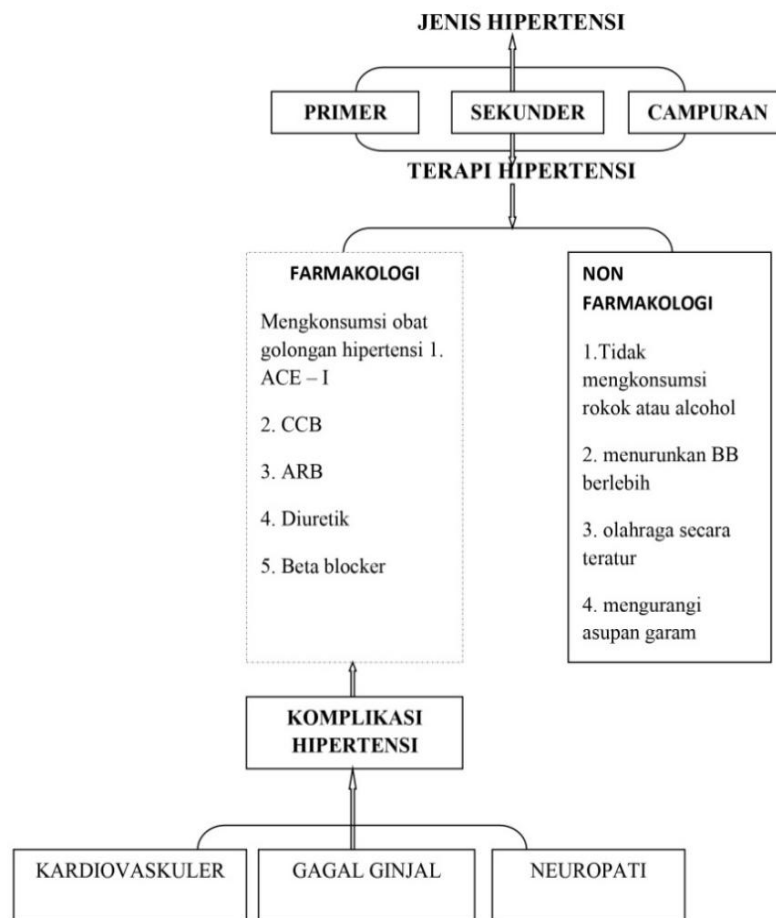 JENIS HIPERTENSI
PRIMER
SEKUNDER
CAMPURAN
TERAPI HIPERTENSI
FARMAKOLOGI
Mengkonsumsi obat
golongan hipertensi 1.
ACE – I
2. CCB
3. ARB
4. Diuretik
5. Beta blocker
NON
FARMAKOLOGI
1.Tidak
mengkonsumsi
rokok atau alcohol
2. menurunkan BB
berlebih
3. olahraga secara
teratur
4. mengurangi
asupan garam
KOMPLIKASI
HIPERTENSI
KARDIOVASKULER
GAGAL GINJAL
NEUROPATI